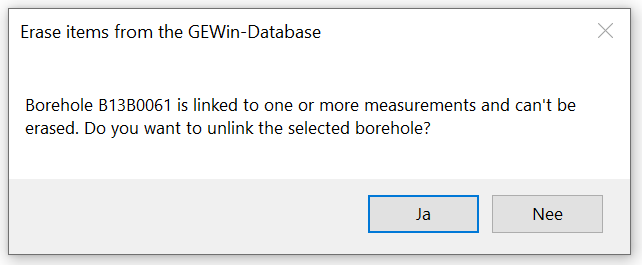 Erase items from the GEWin-Database
Borehole B13B0061 is linked to one or more measurements and can't be
erased. Do you want to unlink the selected borehole?
Ja
Nee